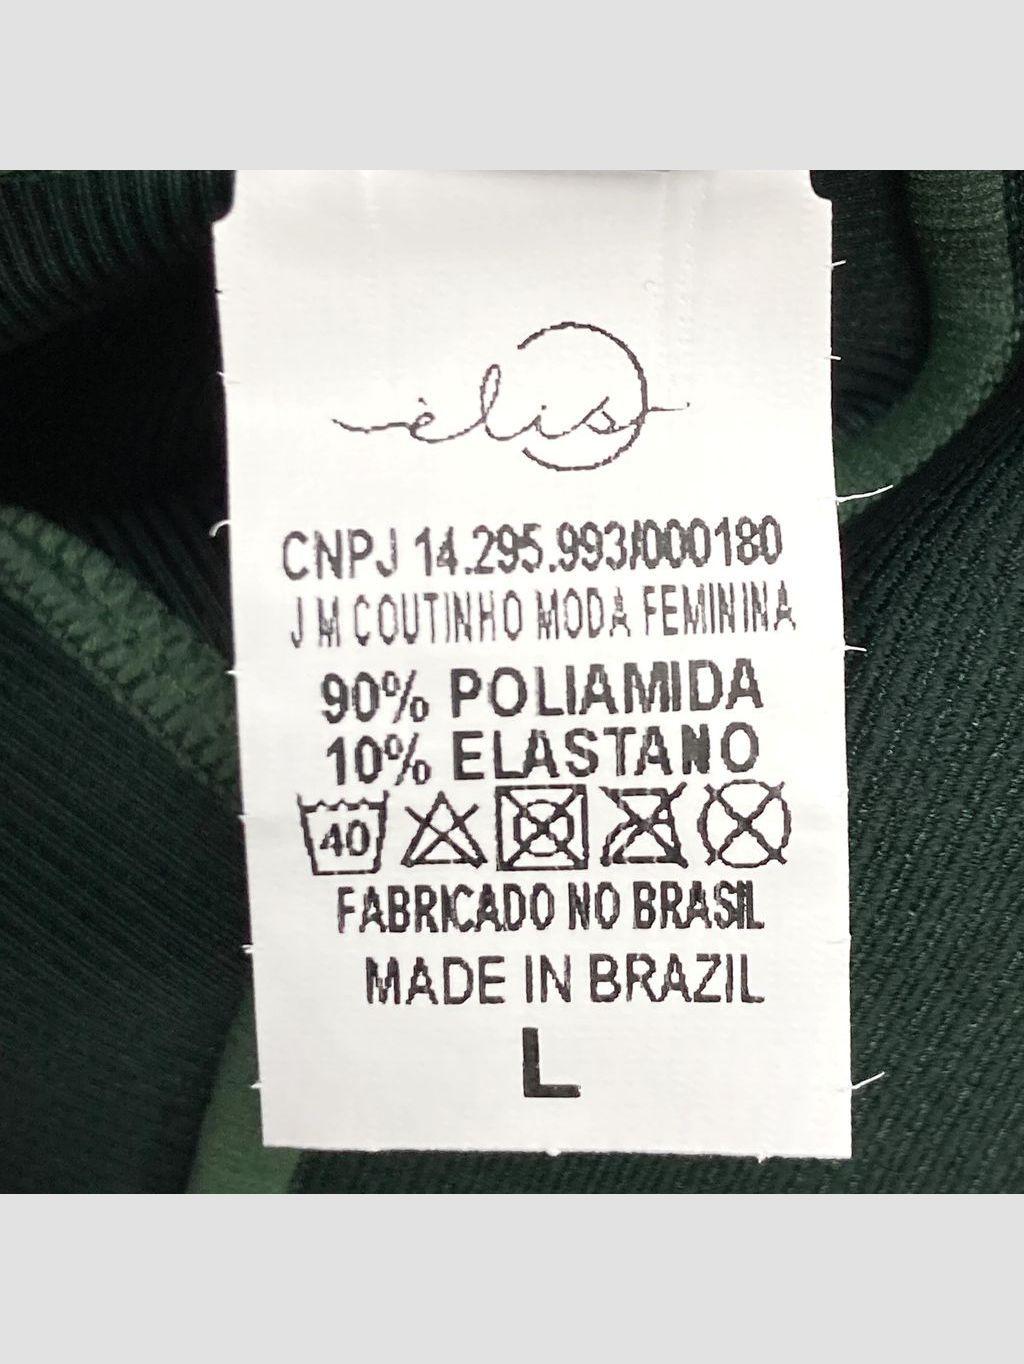 èlis
CNPJ 14.295.993/000180
J M COUTINHO MODA FEMININA
90% POLIAMIDA
10% ELASTANO
40
FABRICADO NO BRASIL
MADE IN BRAZIL
L